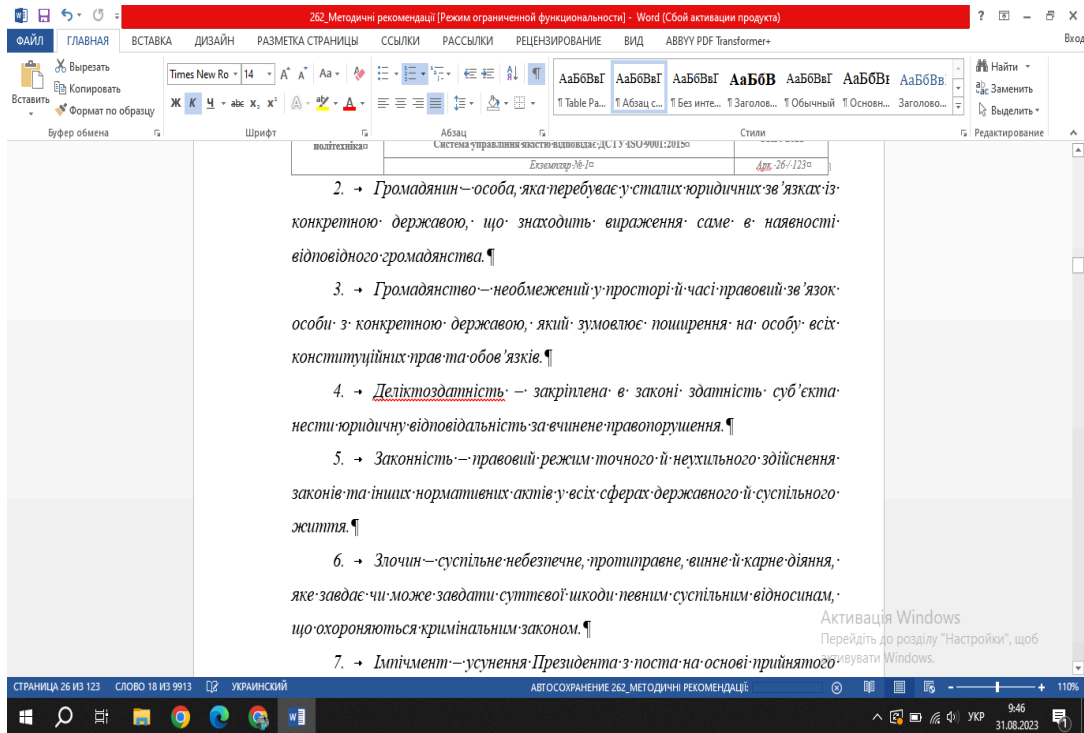 262_Методичні рекомендації [Режим ограниченной функциональности] - Word (Сбой активации продукта)
ФАЙЛ ГЛАВНАЯ ВСТАВКА ДИЗАЙН РАЗМЕТКА СТРАНИЦЫ ССЫЛКИ РАССЫЛКИ РЕЦЕНЗИРОВАНИЕ ВИД ABBYY PDF Transformer+ Вход
Вставить
Вырезать
Копировать
Формат по образцу
Буфер обмена
Times New Ro 14
Ж К Ч abc x₂ x²
Шрифт
Абзац
АаБбВвГ АаБбВвГ АаБбВвГ АаБбВ АаБбВвГ АаБбВ АаБбВв
¶ Table Pa... ¶ Абзац с... ¶ Без инте... ¶ Заголов... ¶ Обычный ¶ Основн... Заголово...
Стили
Найти
Заменить
Выделить
Редактирование
політехніка¤ Система·управління·якістю·відповідає·ДСТУ·ISO·9001:2015¤
Екземпляр·№·1¤ Арк.·26·/·123¤
2. → Громадянин·–·особа,·яка·перебуває·у·сталих·юридичних·зв’язках·із·
конкретною· державою,· що· знаходить· вираження· саме· в· наявності·
відповідного·громадянства.¶
3. → Громадянство·–·необмежений·у·просторі·й·часі·правовий·зв’язок·
особи· з· конкретною· державою,· який· зумовлює· поширення· на· особу· всіх·
конституційних·прав·та·обов’язків.¶
4. → Деліктоздатність· –· закріплена· в· законі· здатність· суб’єкта·
нести·юридичну·відповідальність·за·вчинене·правопорушення.¶
5. → Законність·–·правовий·режим·точного·й·неухильного·здійснення·
законів·та·інших·нормативних·актів·у·всіх·сферах·державного·й·суспільного·
життя.¶
6. → Злочин·–·суспільне·небезпечне,·протиправне,·винне·й·карне·діяння,·
яке·завдає·чи·може·завдати·суттєвої·шкоди·певним·суспільним·відносинам,·
що·охороняються·кримінальним·законом.¶
7. → Імпічмент·–·усунення·Президента·з·поста·на·основі·прийнятого·
Активація Windows
Перейдіть до розділу "Настройки", щоб
активувати Windows.
СТРАНИЦА 26 ИЗ 123 СЛОВО 18 ИЗ 9913 УКРАИНСКИЙ АВТОСОХРАНЕНИЕ 262_МЕТОДИЧНІ РЕКОМЕНДАЦІЇ: 110%
УКР 9:46
31.08.2023